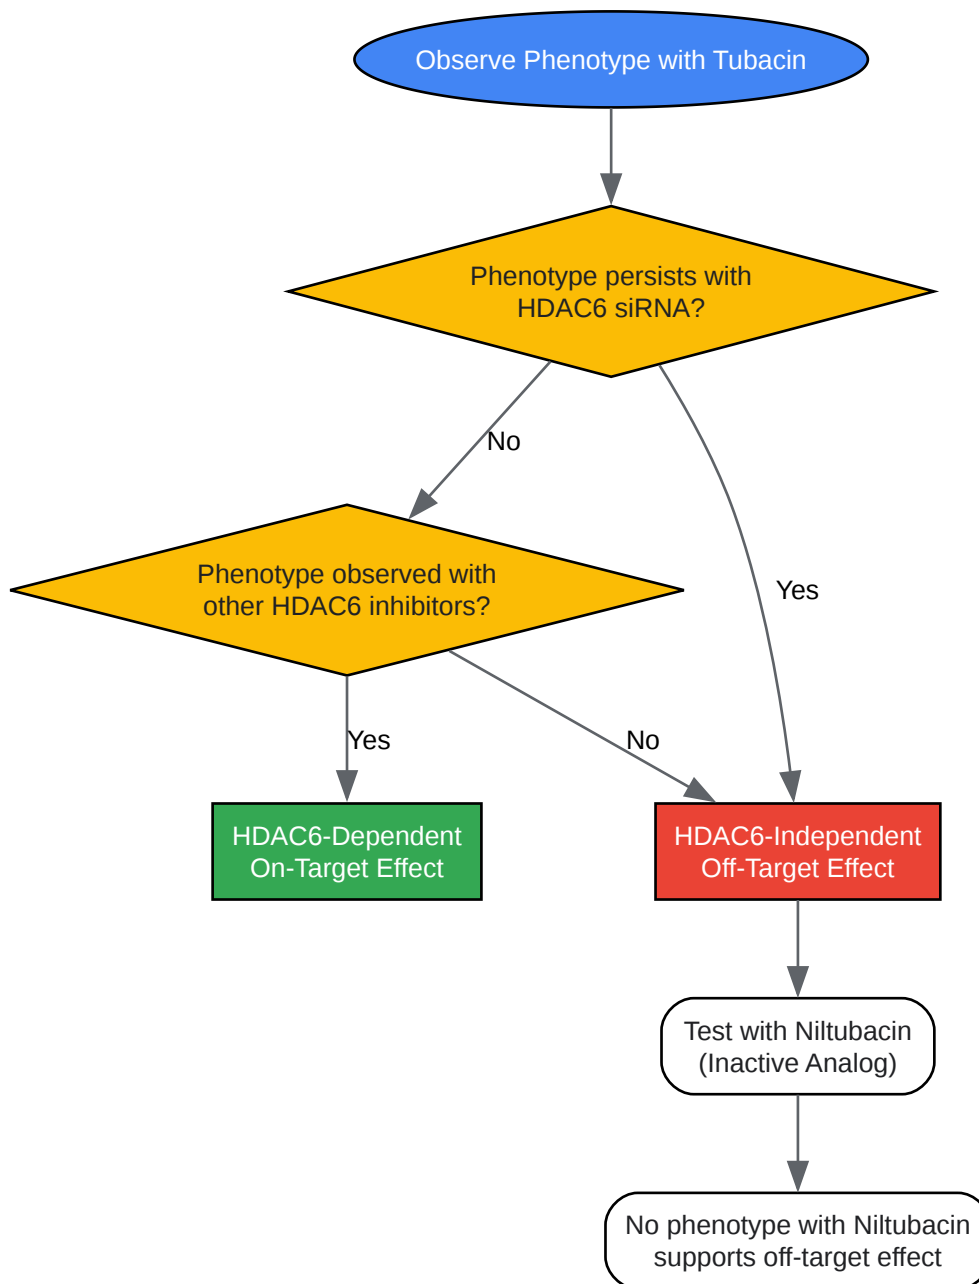 Observe Phenotype with Tubacin
Phenotype persists with
HDAC6 siRNA?
No
Phenotype observed with
other HDAC6 inhibitors?
Yes
Yes
No
HDAC6-Dependent
On-Target Effect
HDAC6-Independent
Off-Target Effect
Test with Niltubacin
(Inactive Analog)
No phenotype with Niltubacin
supports off-target effect